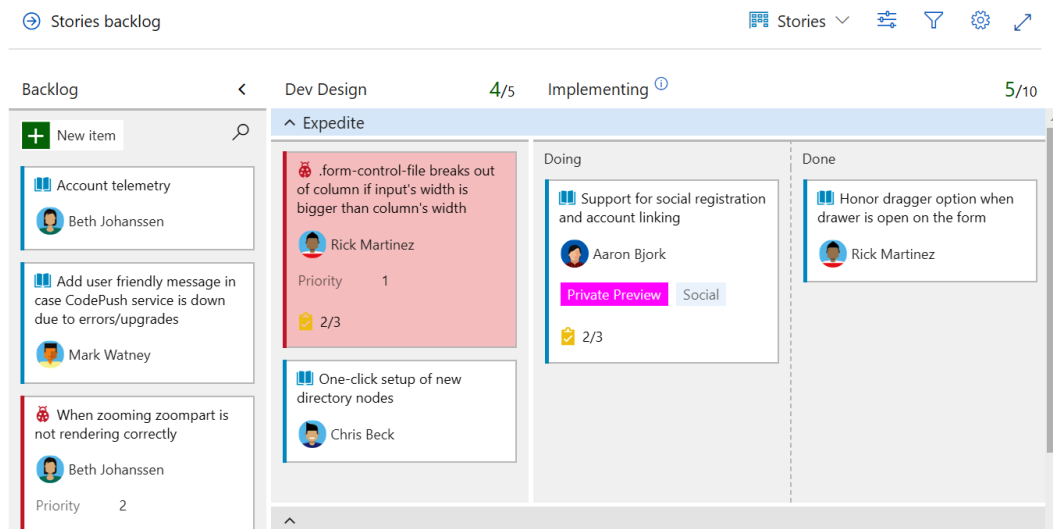 Stories backlog
Stories
Backlog
Dev Design
4/5
Implementing
5/10
New item
Expedite
Account telemetry
Beth Johanssen
Add user friendly message in
case CodePush service is down
due to errors/upgrades
Mark Watney
When zooming zoompart is
not rendering correctly
Beth Johanssen
Priority 2
.form-control-file breaks out
of column if input's width is
bigger than column's width
Rick Martinez
Priority 1
2/3
One-click setup of new
directory nodes
Chris Beck
Doing
Support for social registration
and account linking
Aaron Bjork
Private Preview Social
2/3
Done
Honor dragger option when
drawer is open on the form
Rick Martinez